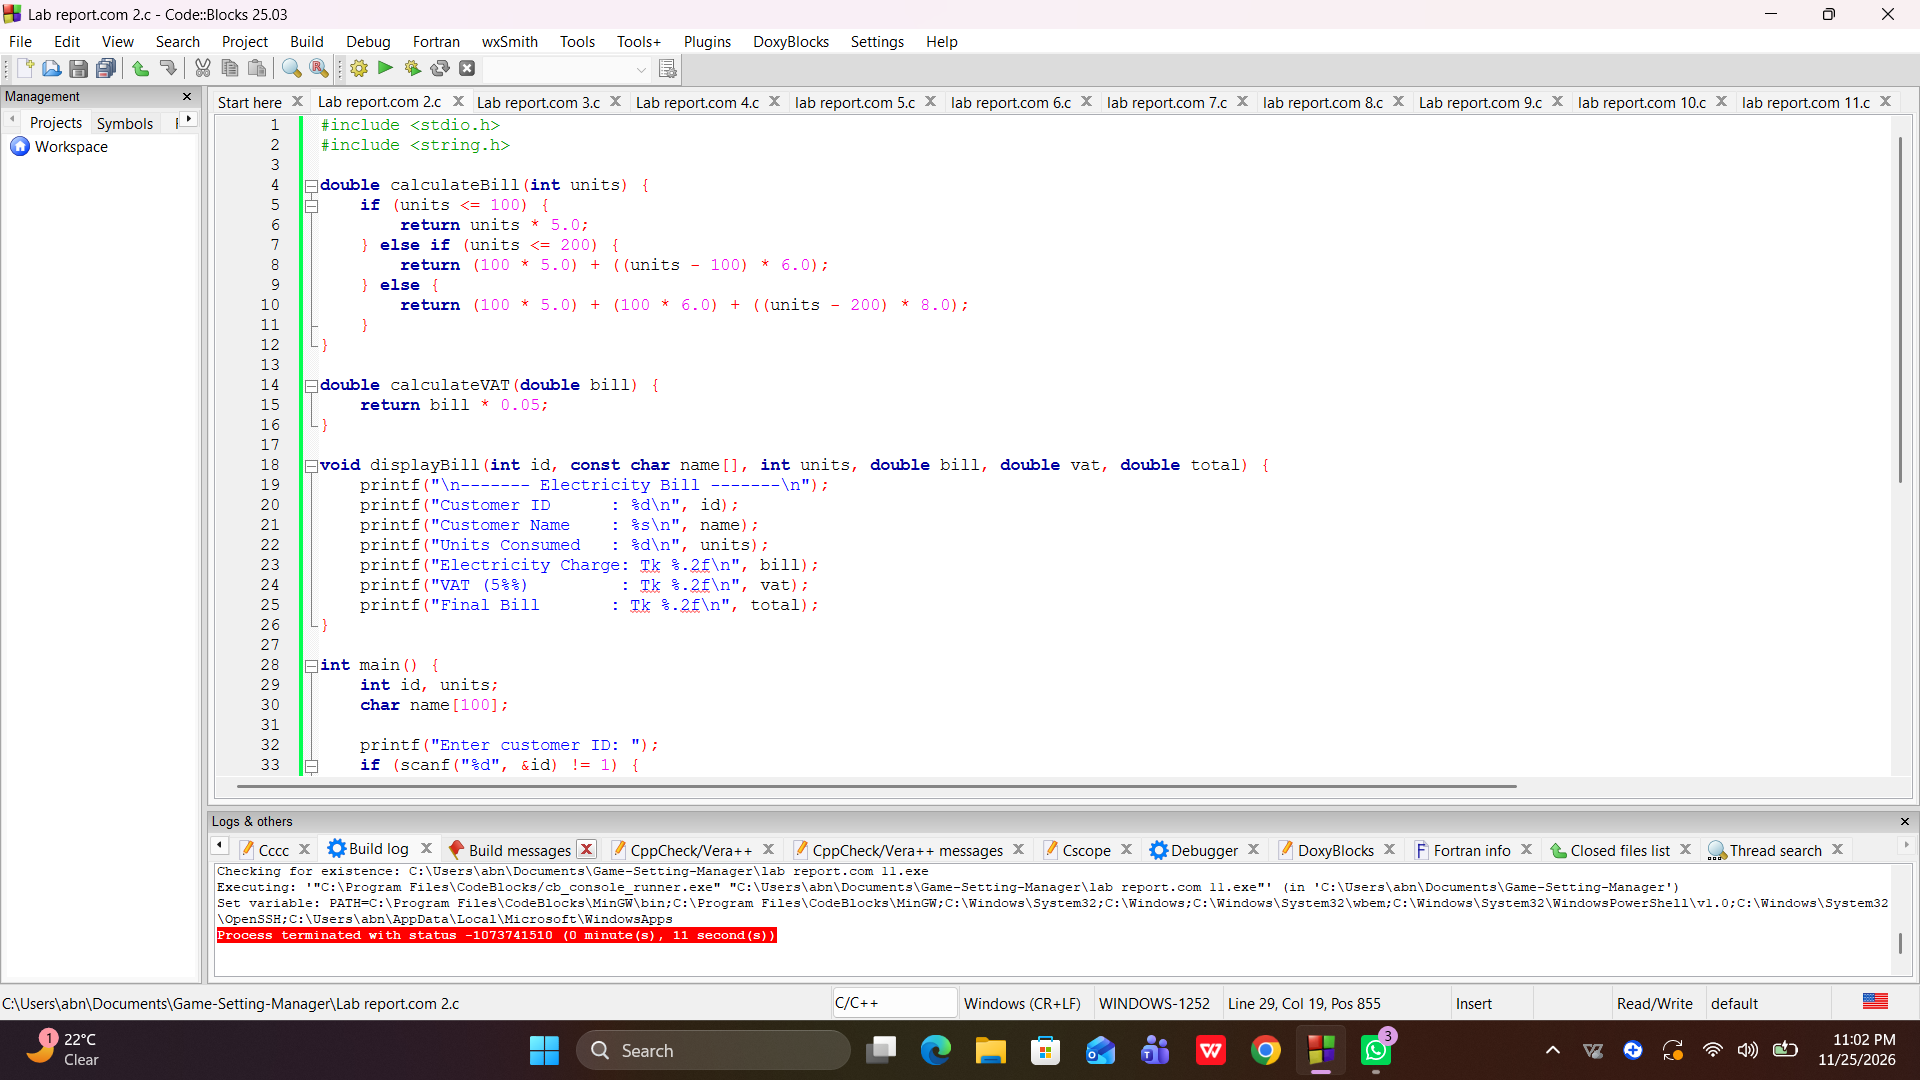 Lab report.com 2.c - Code::Blocks 25.03
File Edit View Search Project Build Debug Fortran wxSmith Tools Tools+ Plugins DoxyBlocks Settings Help
Management
Projects Symbols
Workspace
Start here Lab report.com 2.c Lab report.com 3.c Lab report.com 4.c lab report.com 5.c lab report.com 6.c lab report.com 7.c lab report.com 8.c Lab report.com 9.c lab report.com 10.c lab report.com 11.c
1 #include <stdio.h>
2 #include <string.h>
3
4 double calculateBill(int units) {
5 if (units <= 100) {
6 return units * 5.0;
7 } else if (units <= 200) {
8 return (100 * 5.0) + ((units - 100) * 6.0);
9 } else {
10 return (100 * 5.0) + (100 * 6.0) + ((units - 200) * 8.0);
11 }
12 }
13
14 double calculateVAT(double bill) {
15 return bill * 0.05;
16 }
17
18 void displayBill(int id, const char name[], int units, double bill, double vat, double total) {
19 printf("\n------- Electricity Bill -------\n");
20 printf("Customer ID      : %d\n", id);
21 printf("Customer Name    : %s\n", name);
22 printf("Units Consumed   : %d\n", units);
23 printf("Electricity Charge: Tk %.2f\n", bill);
24 printf("VAT (5%%)          : Tk %.2f\n", vat);
25 printf("Final Bill       : Tk %.2f\n", total);
26 }
27
28 int main() {
29 int id, units;
30 char name[100];
31
32 printf("Enter customer ID: ");
33 if (scanf("%d", &id) != 1) {
Logs & others
Cccc Build log Build messages CppCheck/Vera++ CppCheck/Vera++ messages Cscope Debugger DoxyBlocks Fortran info Closed files list Thread search
Checking for existence: C:\Users\abn\Documents\Game-Setting-Manager\lab report.com 11.exe
Executing: '"C:\Program Files\CodeBlocks/cb_console_runner.exe" "C:\Users\abn\Documents\Game-Setting-Manager\lab report.com 11.exe"' (in 'C:\Users\abn\Documents\Game-Setting-Manager')
Set variable: PATH=C:\Program Files\CodeBlocks\MinGW\bin;C:\Program Files\CodeBlocks\MinGW;C:\Windows\System32;C:\Windows;C:\Windows\System32\wbem;C:\Windows\System32\WindowsPowerShell\v1.0;C:\Windows\System32
\OpenSSH;C:\Users\abn\AppData\Local\Microsoft\WindowsApps
Process terminated with status -1073741510 (0 minute(s), 11 second(s))
C:\Users\abn\Documents\Game-Setting-Manager\Lab report.com 2.c C/C++ Windows (CR+LF) WINDOWS-1252 Line 29, Col 19, Pos 855 Insert Read/Write default
1 22°C
Clear
Search
3
11:02 PM
11/25/2026